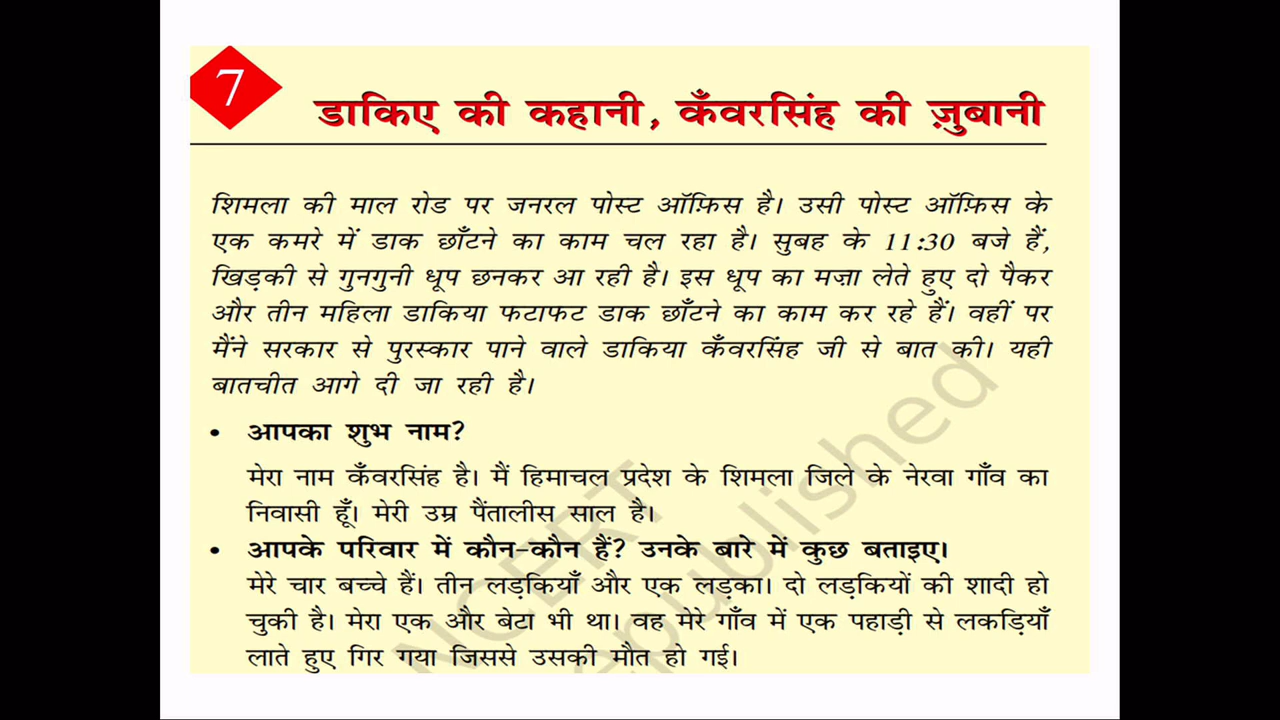 7
डाकिए की कहानी, कँवरसिंह की ज़ुबानी
शिमला की माल रोड पर जनरल पोस्ट ऑफ़िस है। उसी पोस्ट ऑफ़िस के
एक कमरे में डाक छाँटने का काम चल रहा है। सुबह के 11:30 बजे हैं,
खिड़की से गुनगुनी धूप छनकर आ रही है। इस धूप का मज़ा लेते हुए दो पैकर
और तीन महिला डाकिया फटाफट डाक छाँटने का काम कर रहे हैं। वहीं पर
मैंने सरकार से पुरस्कार पाने वाले डाकिया कँवरसिंह जी से बात की। यही
बातचीत आगे दी जा रही है।
• आपका शुभ नाम?
मेरा नाम कँवरसिंह है। मैं हिमाचल प्रदेश के शिमला जिले के नेरवा गाँव का
निवासी हूँ। मेरी उम्र पैंतालीस साल है।
• आपके परिवार में कौन-कौन हैं? उनके बारे में कुछ बताइए।
मेरे चार बच्चे हैं। तीन लड़कियाँ और एक लड़का। दो लड़कियों की शादी हो
चुकी है। मेरा एक और बेटा भी था। वह मेरे गाँव में एक पहाड़ी से लकड़ियाँ
लाते हुए गिर गया जिससे उसकी मौत हो गई।
NCERT
republished